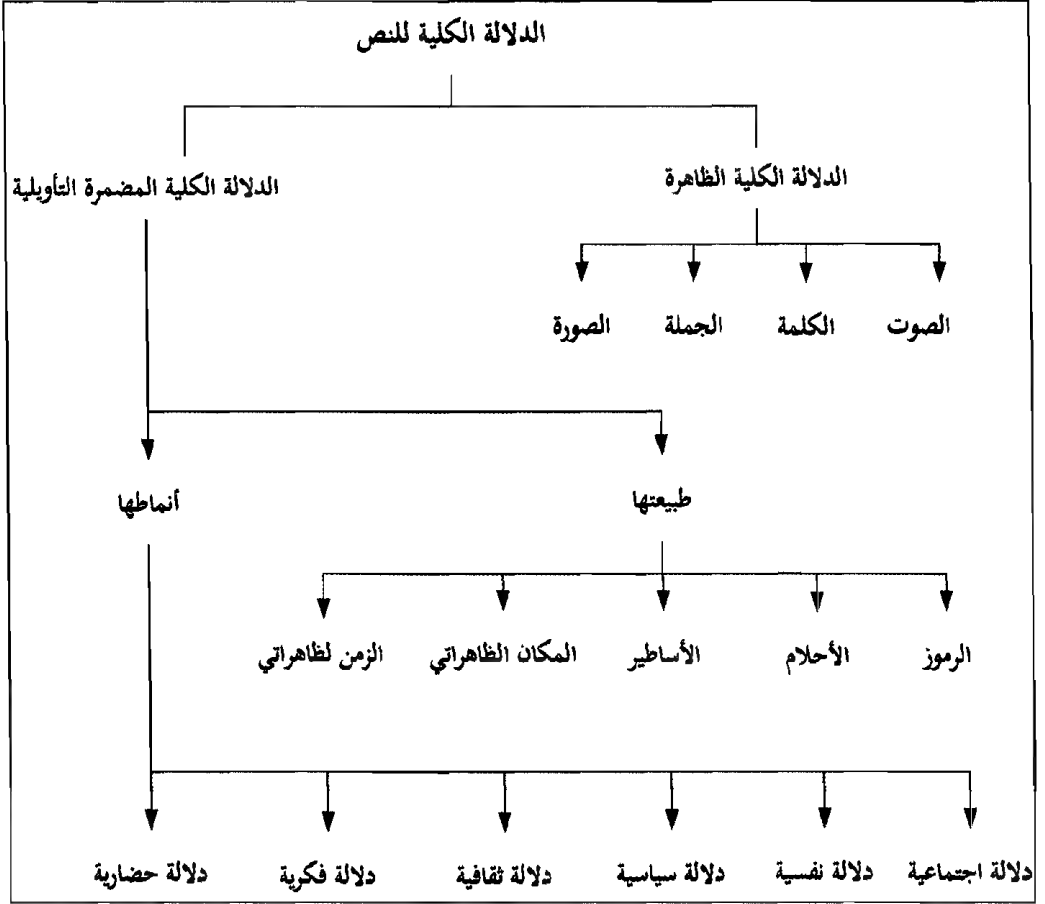 الدلالة الكلية للنص
الدلالة الكلية الظاهرة
الدلالة الكلية المضمرة التأويلية
الصوت
الكلمة
الجملة
الصورة
طبيعتها
أنماطها
الرموز
الأحلام
الأساطير
المكان الظاهراتي
الزمن لظاهراتي
دلالة اجتماعية
دلالة نفسية
دلالة سياسية
دلالة ثقافية
دلالة فكرية
دلالة حضارية